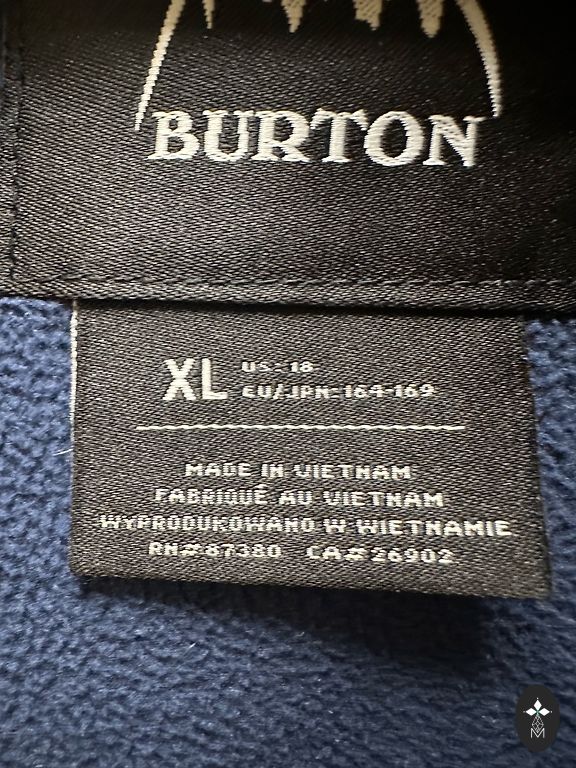 BURTON
XL
US: 18
EU/JPN: 164-169
MADE IN VIETNAM
FABRIQUÉ AU VIETNAM
WYPRODUKOWANO W WIETNAMIE
RN# 87380 CA# 26902
M